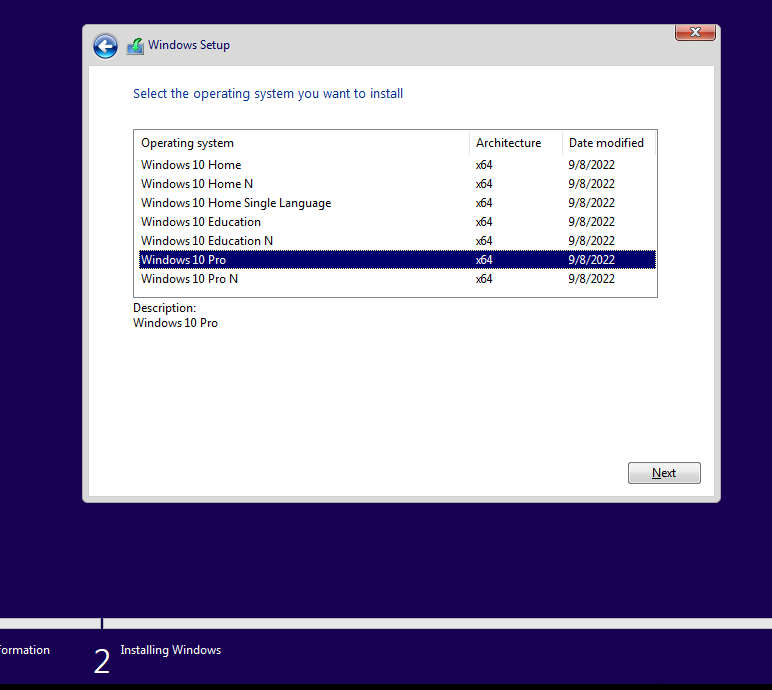 Windows Setup
Select the operating system you want to install
Operating system Architecture Date modified
Windows 10 Home x64 9/8/2022
Windows 10 Home N x64 9/8/2022
Windows 10 Home Single Language x64 9/8/2022
Windows 10 Education x64 9/8/2022
Windows 10 Education N x64 9/8/2022
Windows 10 Pro x64 9/8/2022
Windows 10 Pro N x64 9/8/2022
Description:
Windows 10 Pro
Next
formation 2 Installing Windows